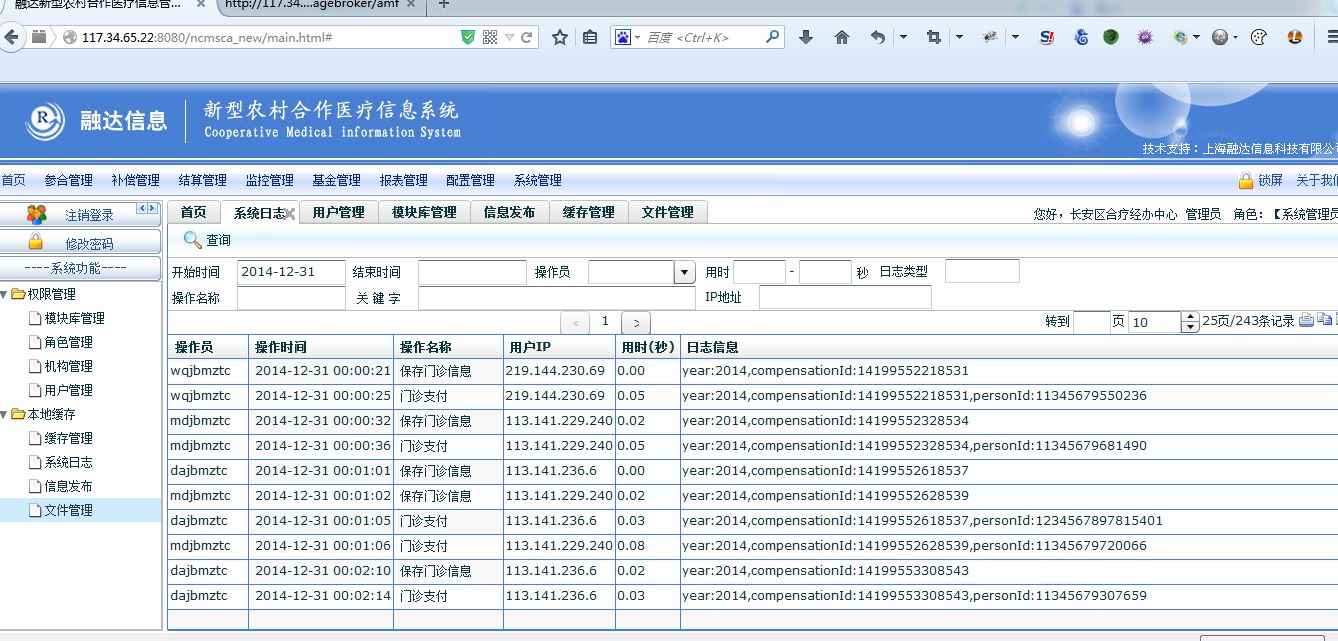 融达新型农村合作医疗信息管... × http://117.34....agebroker/amf × +
117.34.65.22:8080/ncmsca_new/main.html# 百度 <Ctrl+K>
融达信息 新型农村合作医疗信息系统
Cooperative Medical information System
技术支持：上海融达信息科技有限公
首页 参合管理 补偿管理 结算管理 监控管理 基金管理 报表管理 配置管理 系统管理 锁屏 关于我
注销登录
修改密码
----系统功能----
权限管理
模块库管理
角色管理
机构管理
用户管理
本地缓存
缓存管理
系统日志
信息发布
文件管理
首页 系统日志 用户管理 模块库管理 信息发布 缓存管理 文件管理 您好，长安区合疗经办中心 管理员 角色：【系统管理员
查询
开始时间 2014-12-31 结束时间 操作员 用时 - 秒 日志类型
操作名称 关 键 字 IP地址
< 1 > 转到 页 10 25页/243条记录
操作员 操作时间 操作名称 用户IP 用时(秒) 日志信息
wqjbmztc 2014-12-31 00:00:21 保存门诊信息 219.144.230.69 0.00 year:2014,compensationId:14199552218531
wqjbmztc 2014-12-31 00:00:25 门诊支付 219.144.230.69 0.05 year:2014,compensationId:14199552218531,personId:11345679550236
mdjbmztc 2014-12-31 00:00:32 保存门诊信息 113.141.229.240 0.02 year:2014,compensationId:14199552328534
mdjbmztc 2014-12-31 00:00:36 门诊支付 113.141.229.240 0.05 year:2014,compensationId:14199552328534,personId:11345679681490
dajbmztc 2014-12-31 00:01:01 保存门诊信息 113.141.236.6 0.00 year:2014,compensationId:14199552618537
mdjbmztc 2014-12-31 00:01:02 保存门诊信息 113.141.229.240 0.02 year:2014,compensationId:14199552628539
dajbmztc 2014-12-31 00:01:05 门诊支付 113.141.236.6 0.03 year:2014,compensationId:14199552618537,personId:1234567897815401
mdjbmztc 2014-12-31 00:01:06 门诊支付 113.141.229.240 0.08 year:2014,compensationId:14199552628539,personId:11345679720066
dajbmztc 2014-12-31 00:02:10 保存门诊信息 113.141.236.6 0.02 year:2014,compensationId:14199553308543
dajbmztc 2014-12-31 00:02:14 门诊支付 113.141.236.6 0.03 year:2014,compensationId:14199553308543,personId:11345679307659